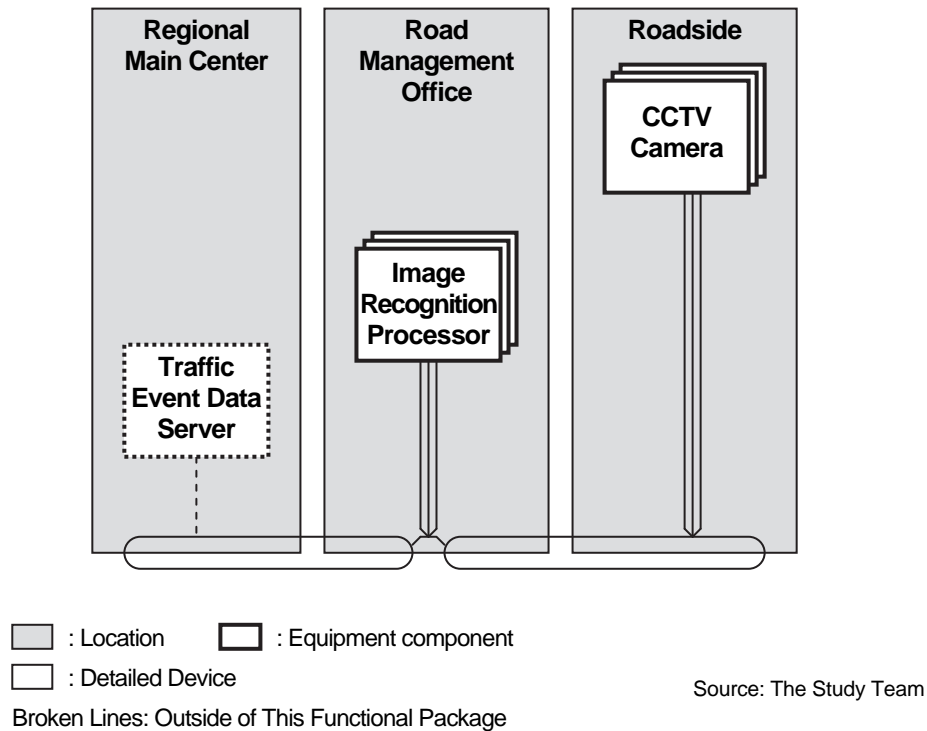 Regional
Main Center
Road
Management
Office
Roadside
CCTV
Camera
Image
Recognition
Processor
Traffic
Event Data
Server
: Location
: Equipment component
: Detailed Device
Source: The Study Team
Broken Lines: Outside of This Functional Package